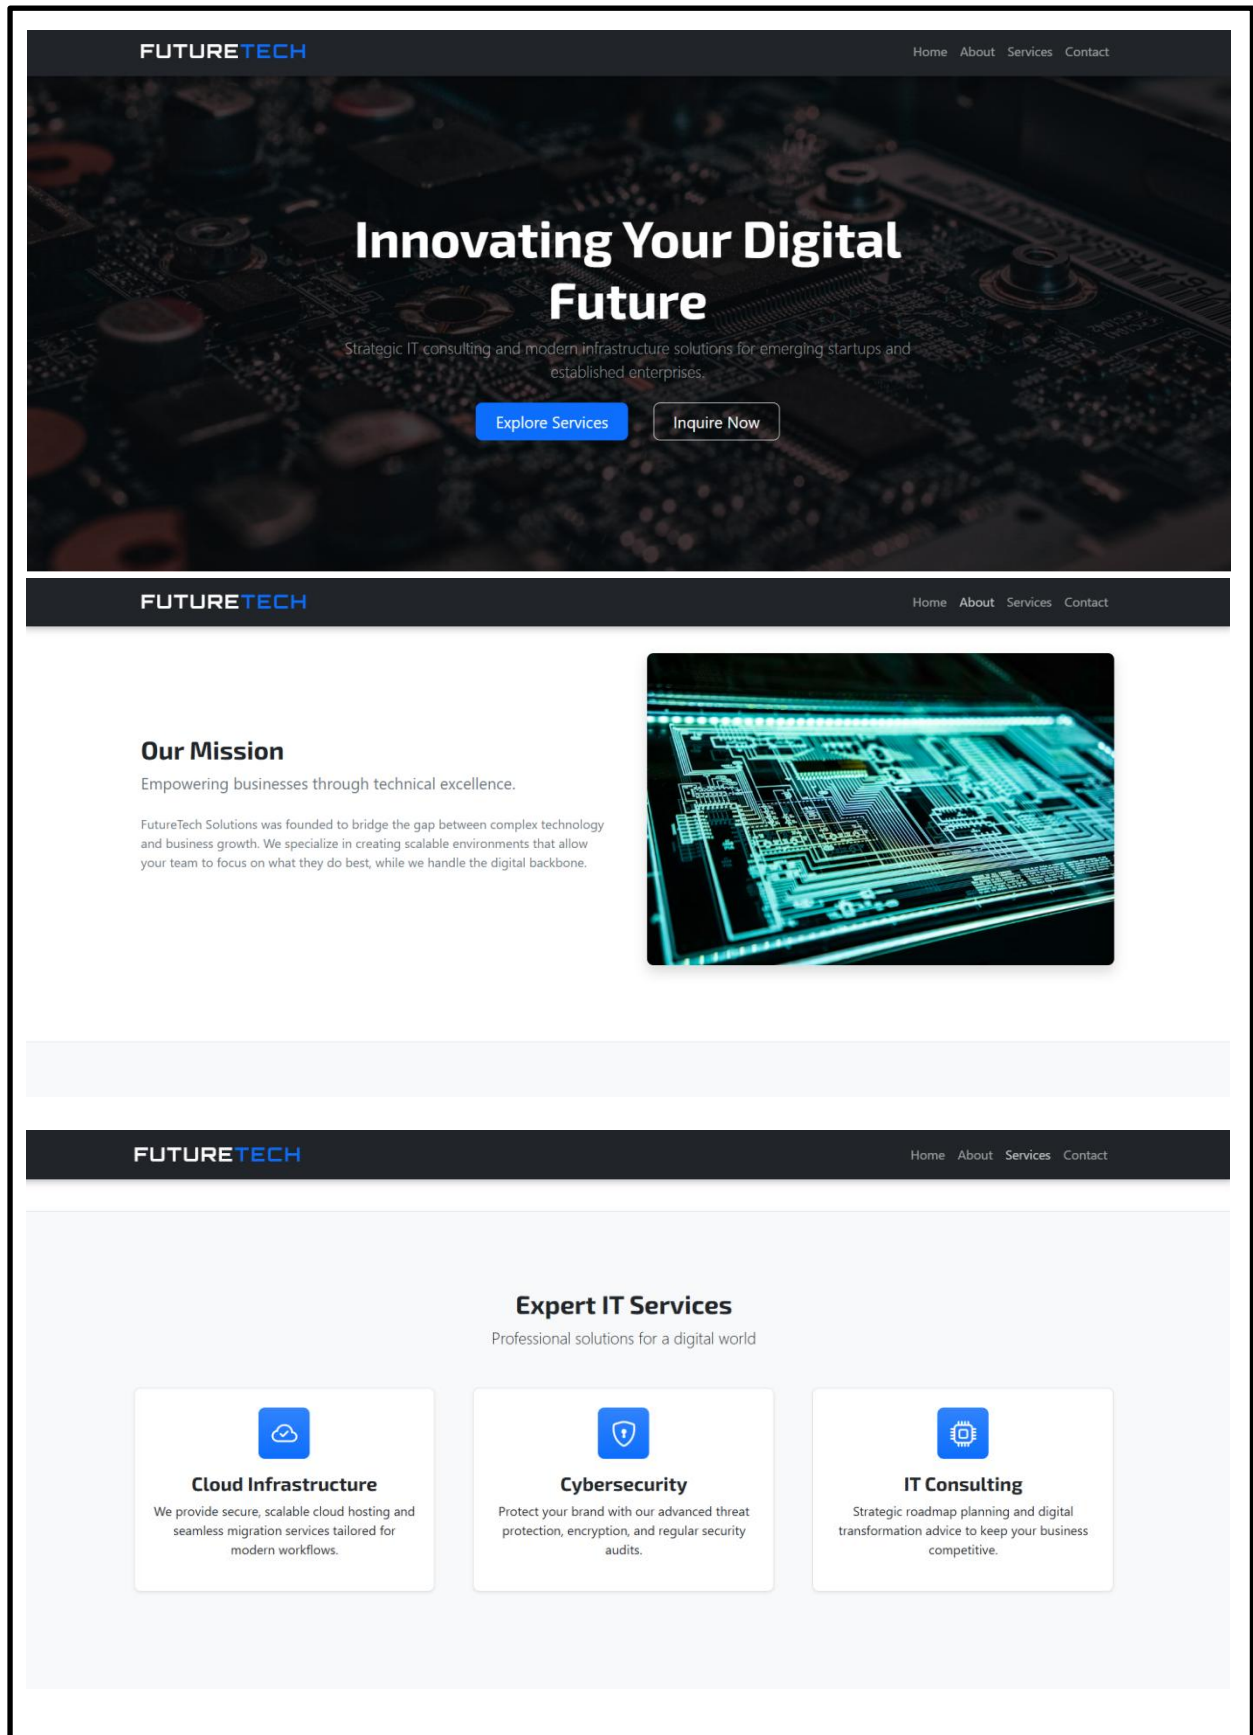 FUTURETECH
Home About Services Contact
Innovating Your Digital
Future
Strategic IT consulting and modern infrastructure solutions for emerging startups and
established enterprises.
Explore Services Inquire Now
FUTURETECH
Home About Services Contact
Our Mission
Empowering businesses through technical excellence.
FutureTech Solutions was founded to bridge the gap between complex technology
and business growth. We specialize in creating scalable environments that allow
your team to focus on what they do best, while we handle the digital backbone.
FUTURETECH
Home About Services Contact
Expert IT Services
Professional solutions for a digital world
Cloud Infrastructure
We provide secure, scalable cloud hosting and
seamless migration services tailored for
modern workflows.
Cybersecurity
Protect your brand with our advanced threat
protection, encryption, and regular security
audits.
IT Consulting
Strategic roadmap planning and digital
transformation advice to keep your business
competitive.